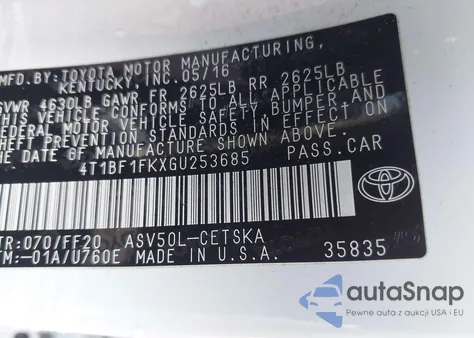 MFD.BY:TOYOTA MOTOR MANUFACTURING,
KENTUCKY, INC. 05/16
GVWR 4630LB GAWR FR 2625LB RR 2625LB
THIS VEHICLE CONFORMS TO ALL APPLICABLE
FEDERAL MOTOR VEHICLE SAFETY, BUMPER AND
THEFT PREVENTION STANDARDS IN EFFECT ON
THE DATE OF MANUFACTURE SHOWN ABOVE.
4T1BF1FKXGU253685 PASS.CAR
TR:070/FF20 ASV50L-CETSKA
TM:-01A/U760E MADE IN U.S.A. 35835
TOYOTA
autoSnap
Pewne auta z aukcji USA i EU